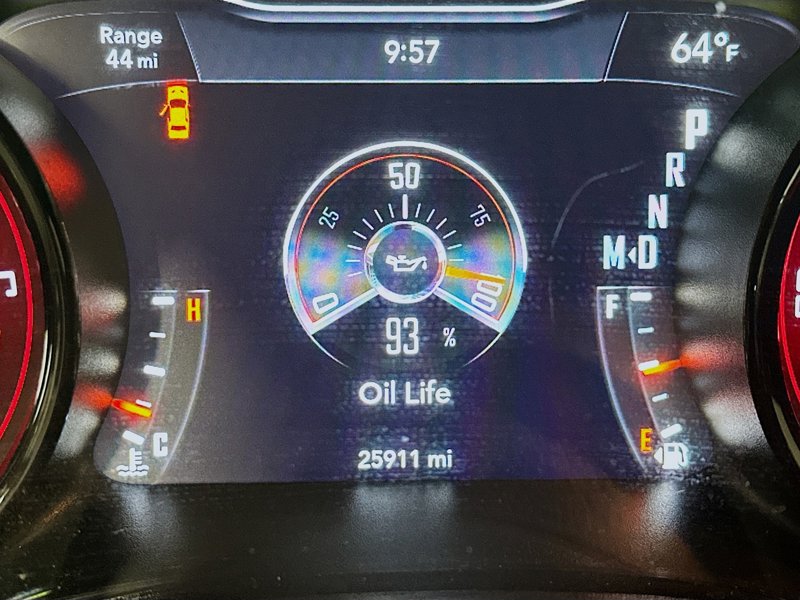 Range
44 mi
9:57
64°F
P
R
N
M D
50
25
75
0
100
93 %
Oil Life
H
C
F
E
25911 mi